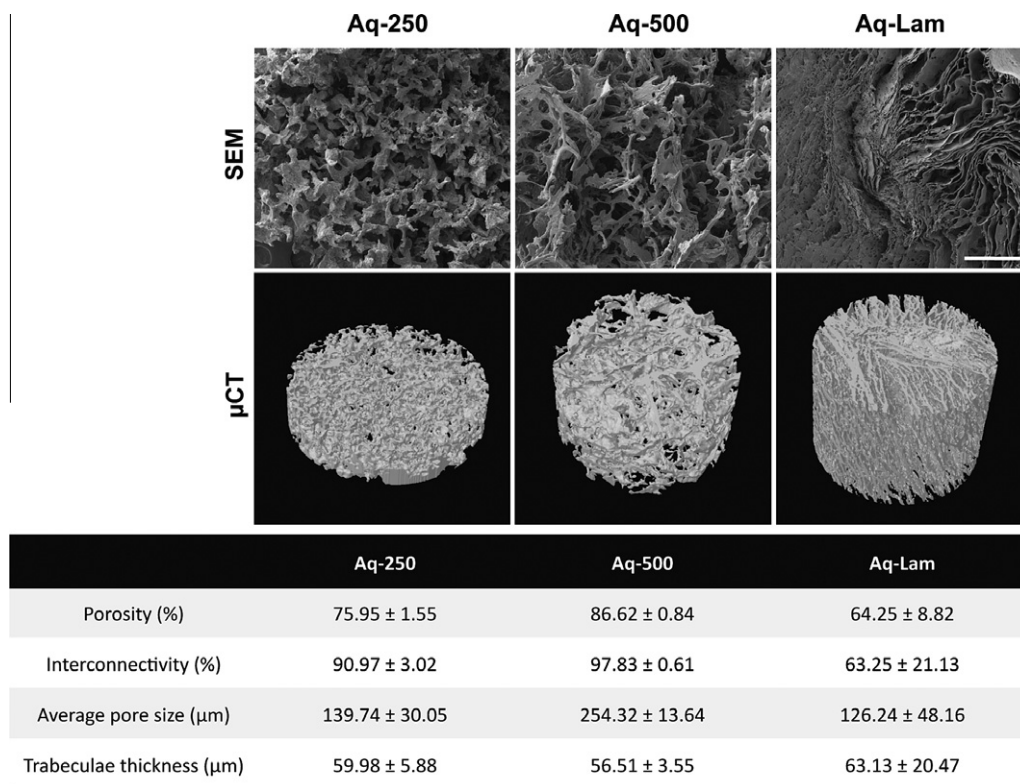 Aq-250 Aq-500 Aq-Lam
SEM
µCT
Aq-250 Aq-500 Aq-Lam
Porosity (%) 75.95 ± 1.55 86.62 ± 0.84 64.25 ± 8.82
Interconnectivity (%) 90.97 ± 3.02 97.83 ± 0.61 63.25 ± 21.13
Average pore size (µm) 139.74 ± 30.05 254.32 ± 13.64 126.24 ± 48.16
Trabeculae thickness (µm) 59.98 ± 5.88 56.51 ± 3.55 63.13 ± 20.47